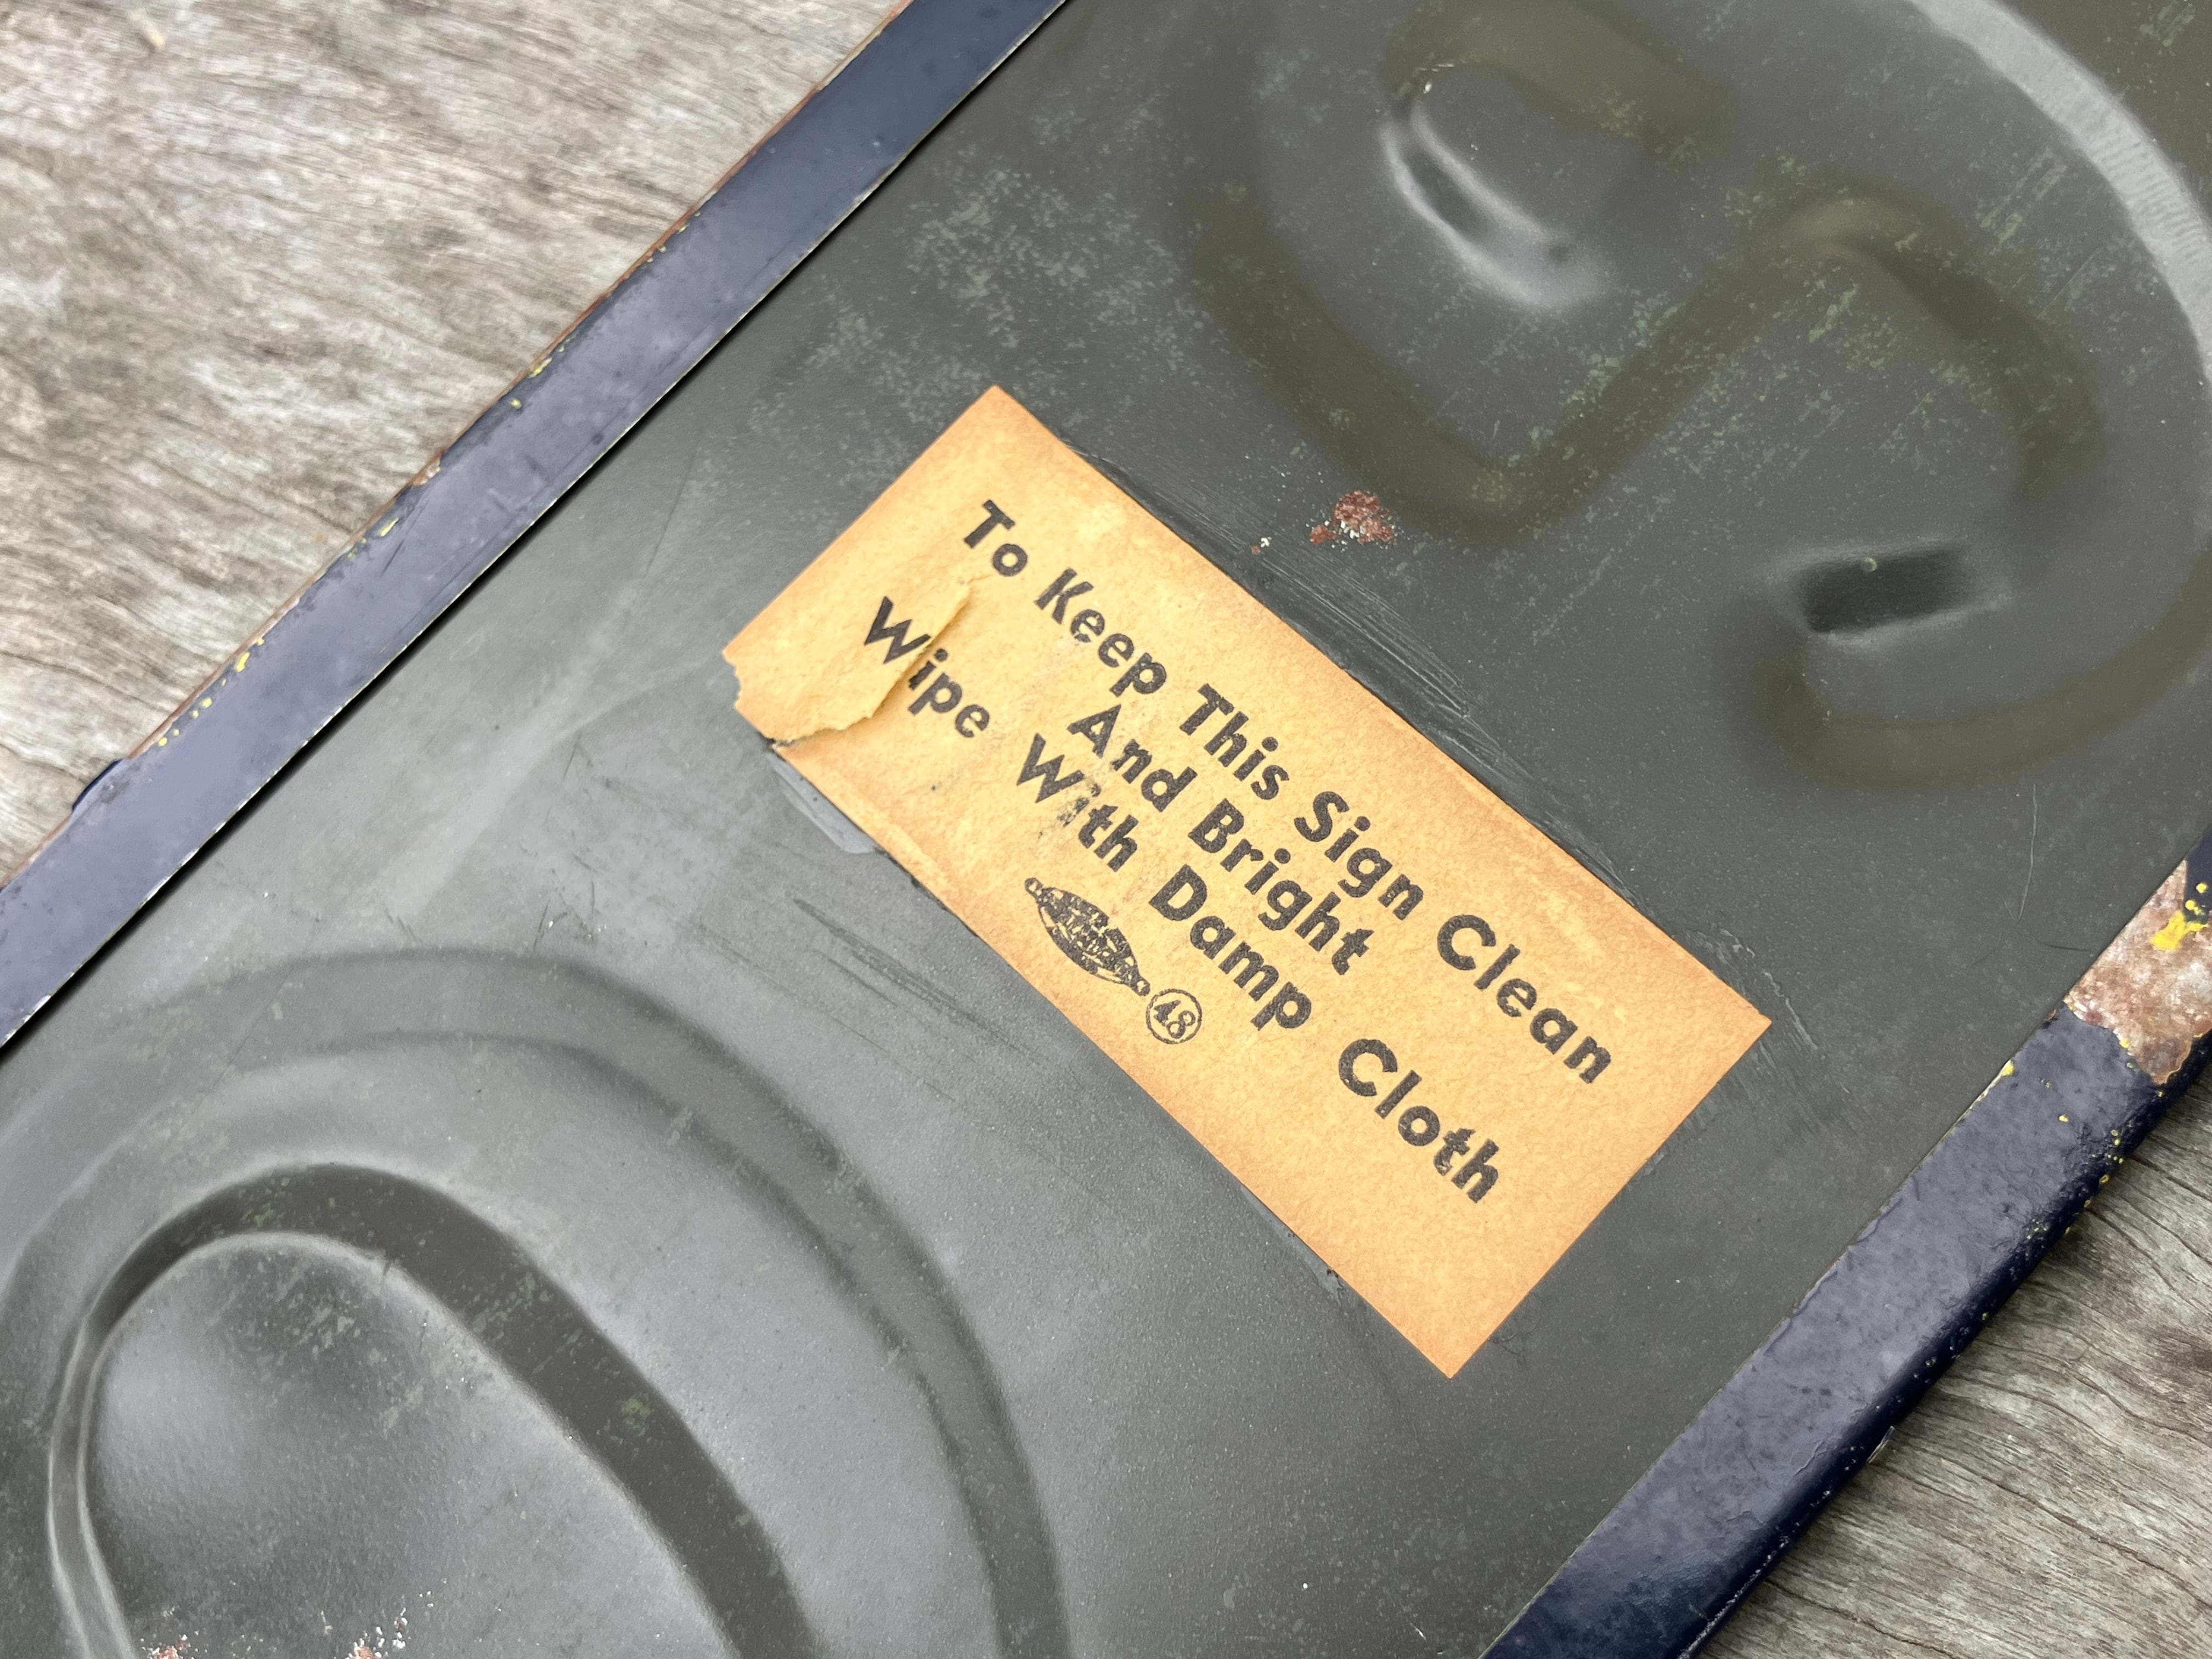 To Keep This Sign Clean
And Bright
Wipe With Damp Cloth
48